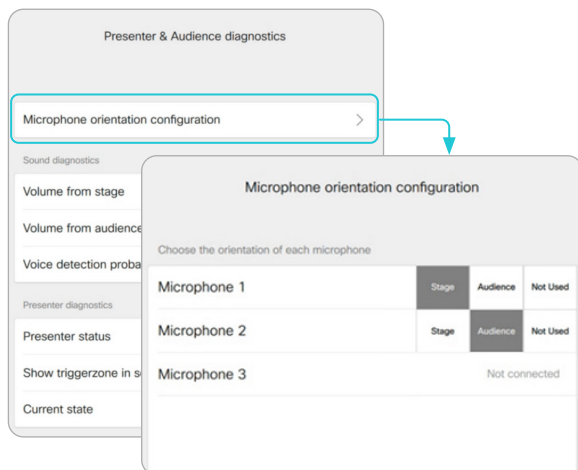 Presenter & Audience diagnostics
Microphone orientation configuration
Sound diagnostics
Volume from stage
Volume from audience
Voice detection proba
Presenter diagnostics
Presenter status
Show triggerzone in s
Current state
Microphone orientation configuration
Choose the orientation of each microphone
Microphone 1 Stage Audience Not Used
Microphone 2 Stage Audience Not Used
Microphone 3 Not connected